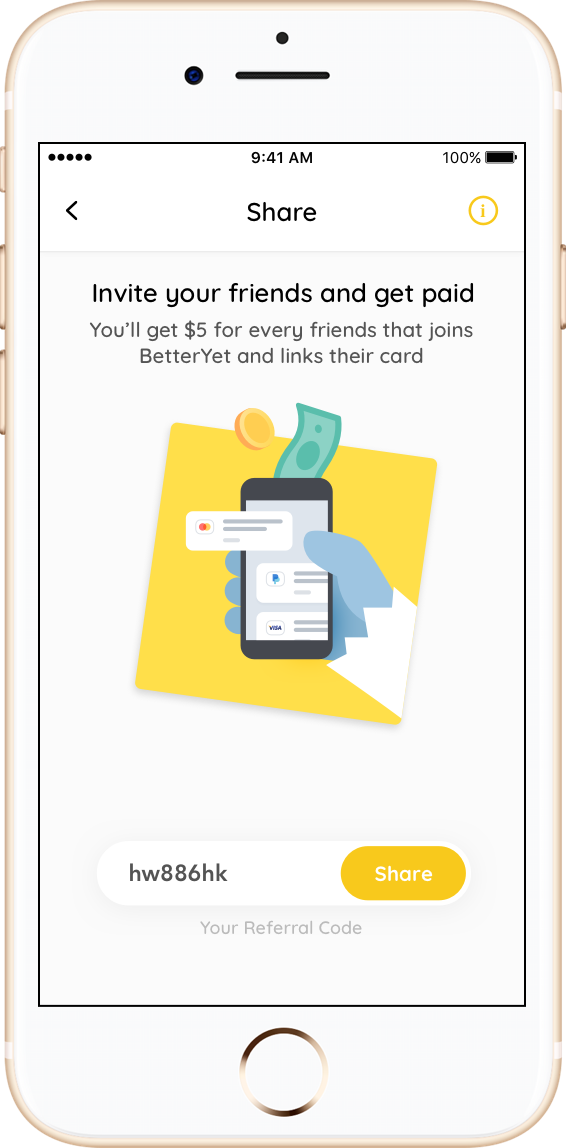 9:41 AM
100%
Share
i
Invite your friends and get paid
You’ll get $5 for every friends that joins
BetterYet and links their card
VISA
hw886hk
Share
Your Referral Code